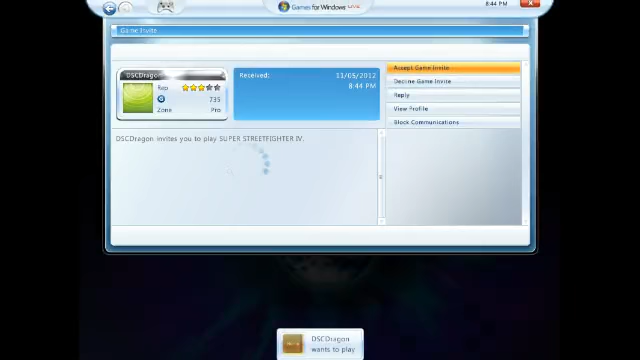 Games for Windows LIVE
8:44 PM
Game Invite
DSCDragon
Rep
735
Zone
Pro
Received:
11/05/2012
8:44 PM
Accept Game Invite
Decline Game Invite
Reply
View Profile
Block Communications
DSCDragon invites you to play SUPER STREETFIGHTER IV.
DSCDragon
wants to play